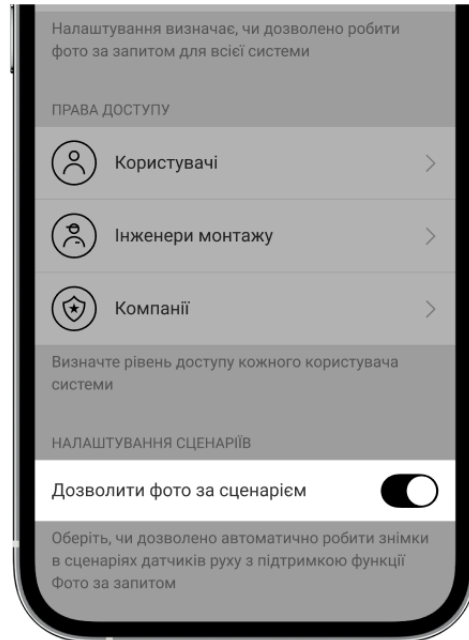 Налаштування визначає, чи дозволено робити
фото за запитом для всієї системи
ПРАВА ДОСТУПУ
Користувачі
Інженери монтажу
Компанії
Визначте рівень доступу кожного користувача
системи
НАЛАШТУВАННЯ СЦЕНАРІЇВ
Дозволити фото за сценарієм
Оберіть, чи дозволено автоматично робити знімки
в сценаріях датчиків руху з підтримкою функції
Фото за запитом